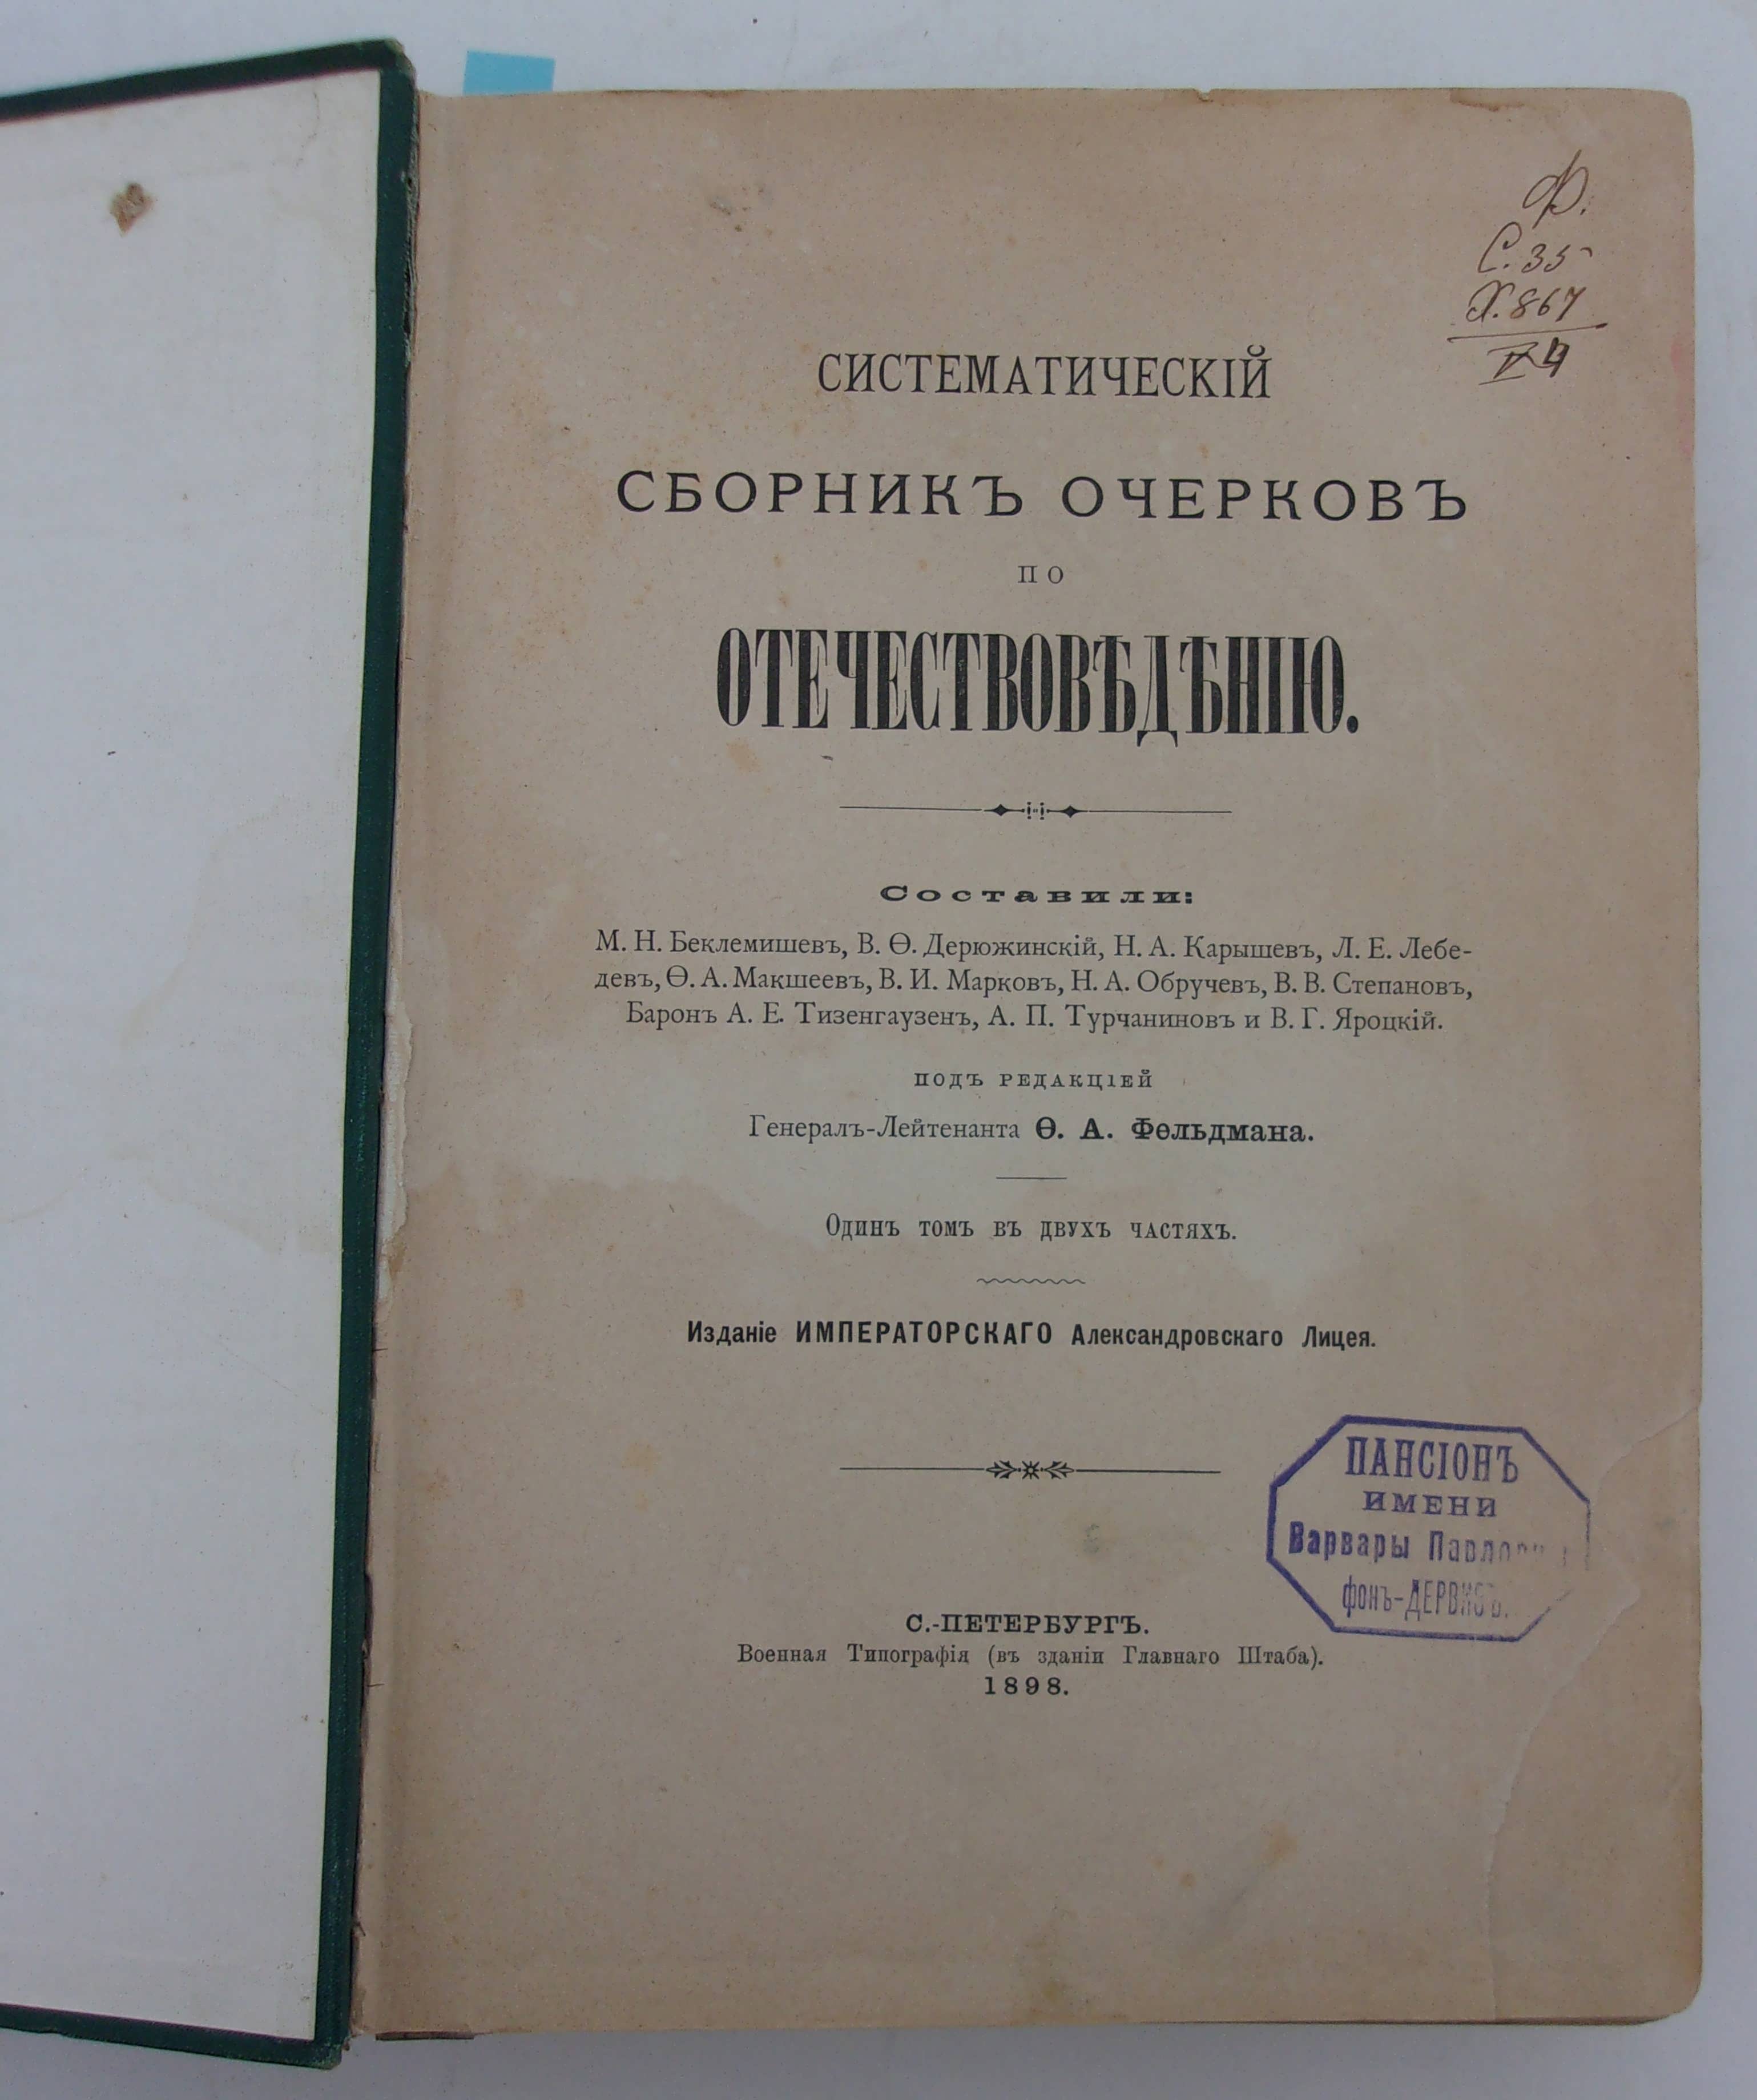 Ф.
С. 35
X. 867
СИСТЕМАТИЧЕСКІЙ
СБОРНИКЪ ОЧЕРКОВЪ
ПО
ОТЕЧЕСТВОВѢДѢНІЮ.
Составили:
М. Н. Беклемишевъ, В. Ѳ. Дерюжинскій, Н. А. Карышевъ, Л. Е. Лебе-
девъ, Ѳ. А. Макшеевъ, В. И. Марковъ, Н. А. Обручевъ, В. В. Степановъ,
Баронъ А. Е. Тизенгаузенъ, А. П. Турчаниновъ и В. Г. Яроцкій.
ПОДЪ РЕДАКЦІЕЙ
Генералъ-Лейтенанта Ѳ. А. Фельдмана.
Одинъ томъ въ двухъ частяхъ.
Изданіе ИМПЕРАТОРСКАГО Александровскаго Лицея.
ПАНСІОНЪ
ИМЕНИ
Варвары
фонъ-ДЕРВИСЪ.
С.-ПЕТЕРБУРГЪ.
Военная Типографія (въ зданіи Главнаго Штаба).
1898.